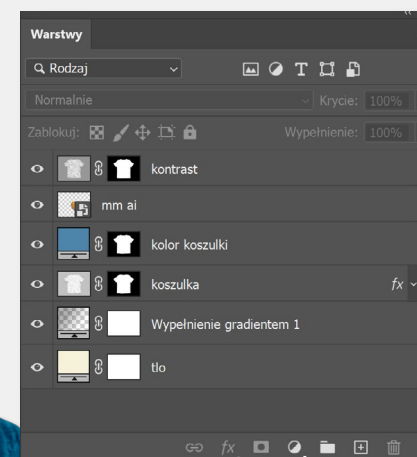 Warstwy
Rodzaj
T
Normalnie Krycie: 100%
Zablokuj: Wypełnienie: 100%
kontrast
mm ai
kolor koszulki
koszulka fx
Wypełnienie gradientem 1
tlo
fx